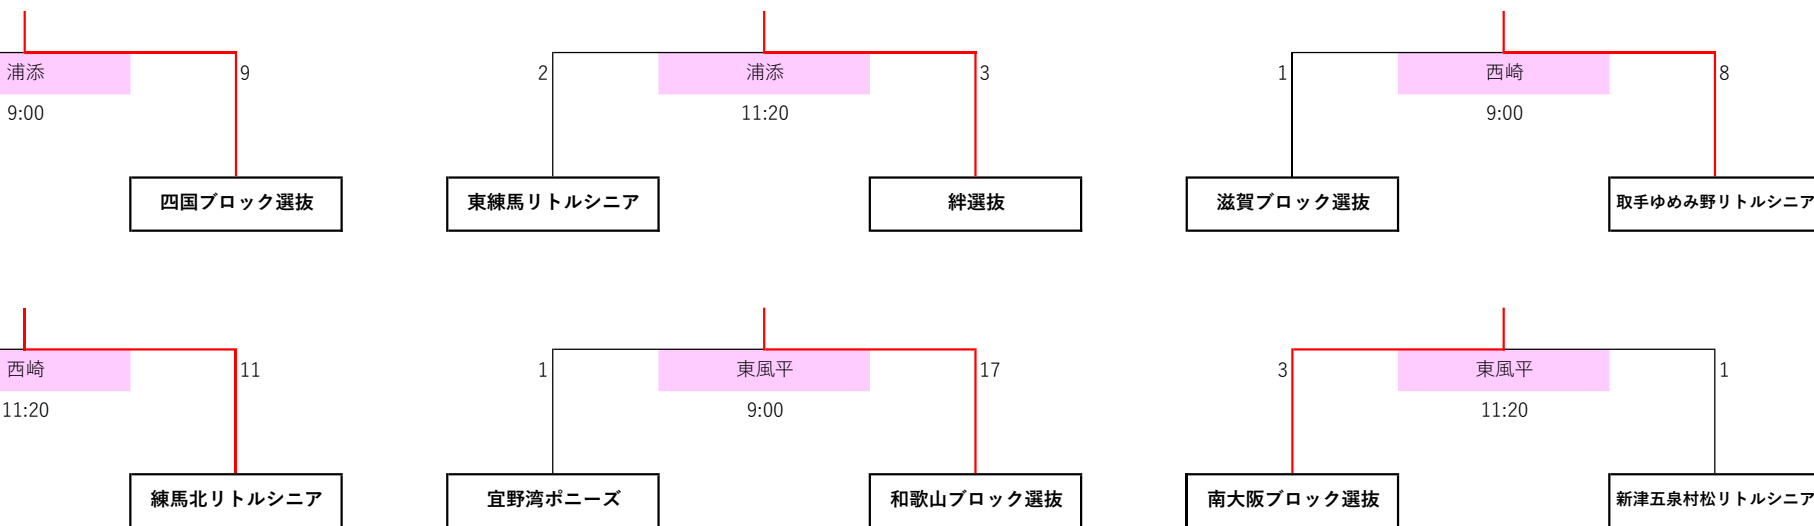 浦添 9 2 浦添 3 1 西崎 8
9:00 11:20 9:00
四国ブロック選抜 東練馬リトルシニア 絆選抜 滋賀ブロック選抜 取手ゆめみ野リトルシニア
西崎 11 1 東風平 17 3 東風平 1
11:20 9:00 11:20
練馬北リトルシニア 宜野湾ポニーズ 和歌山ブロック選抜 南大阪ブロック選抜 新津五泉村松リトルシニア